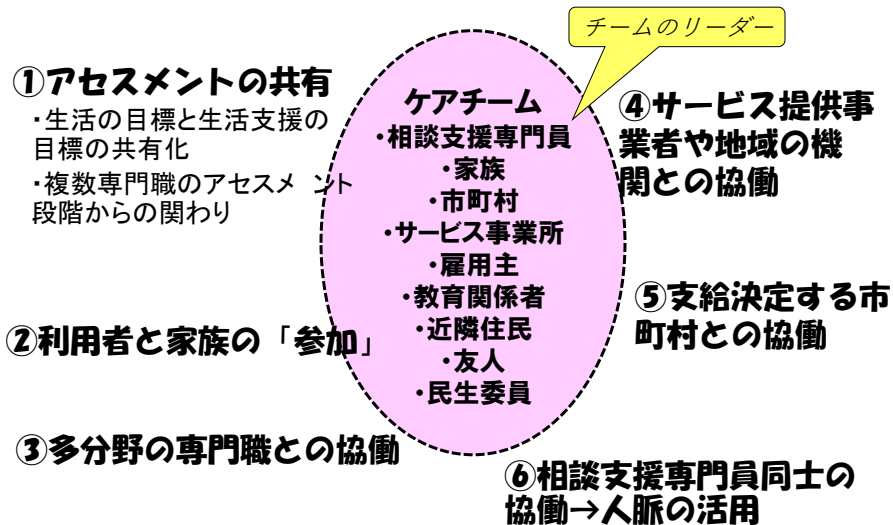 チームのリーダー
①アセスメントの共有
・生活の目標と生活支援の
目標の共有化
・複数専門職のアセスメント
段階からの関わり
②利用者と家族の「参加」
③多分野の専門職との協働
ケアチーム
・相談支援専門員
・家族
・市町村
・サービス事業所
・雇用主
・教育関係者
・近隣住民
・友人
・民生委員
④サービス提供事
業者や地域の機
関との協働
⑤支給決定する市
町村との協働
⑥相談支援専門員同士の
協働→人脈の活用